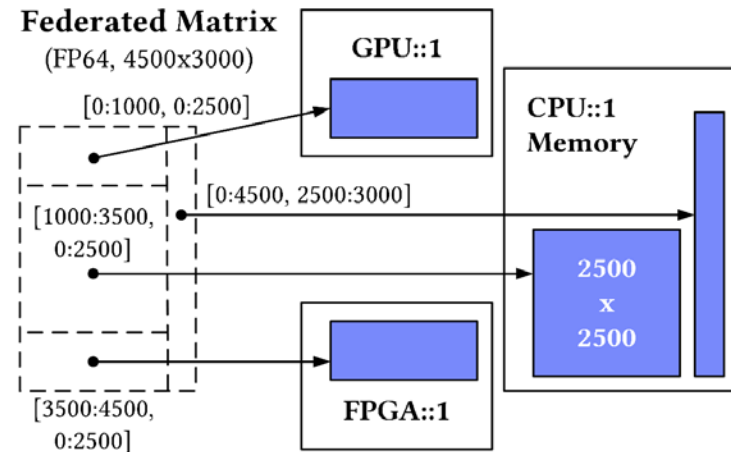 Federated Matrix
(FP64, 4500x3000)
[0:1000, 0:2500]
GPU::1
CPU::1
Memory
[0:4500, 2500:3000]
[1000:3500,
0:2500]
2500
x
2500
FPGA::1
[3500:4500,
0:2500]